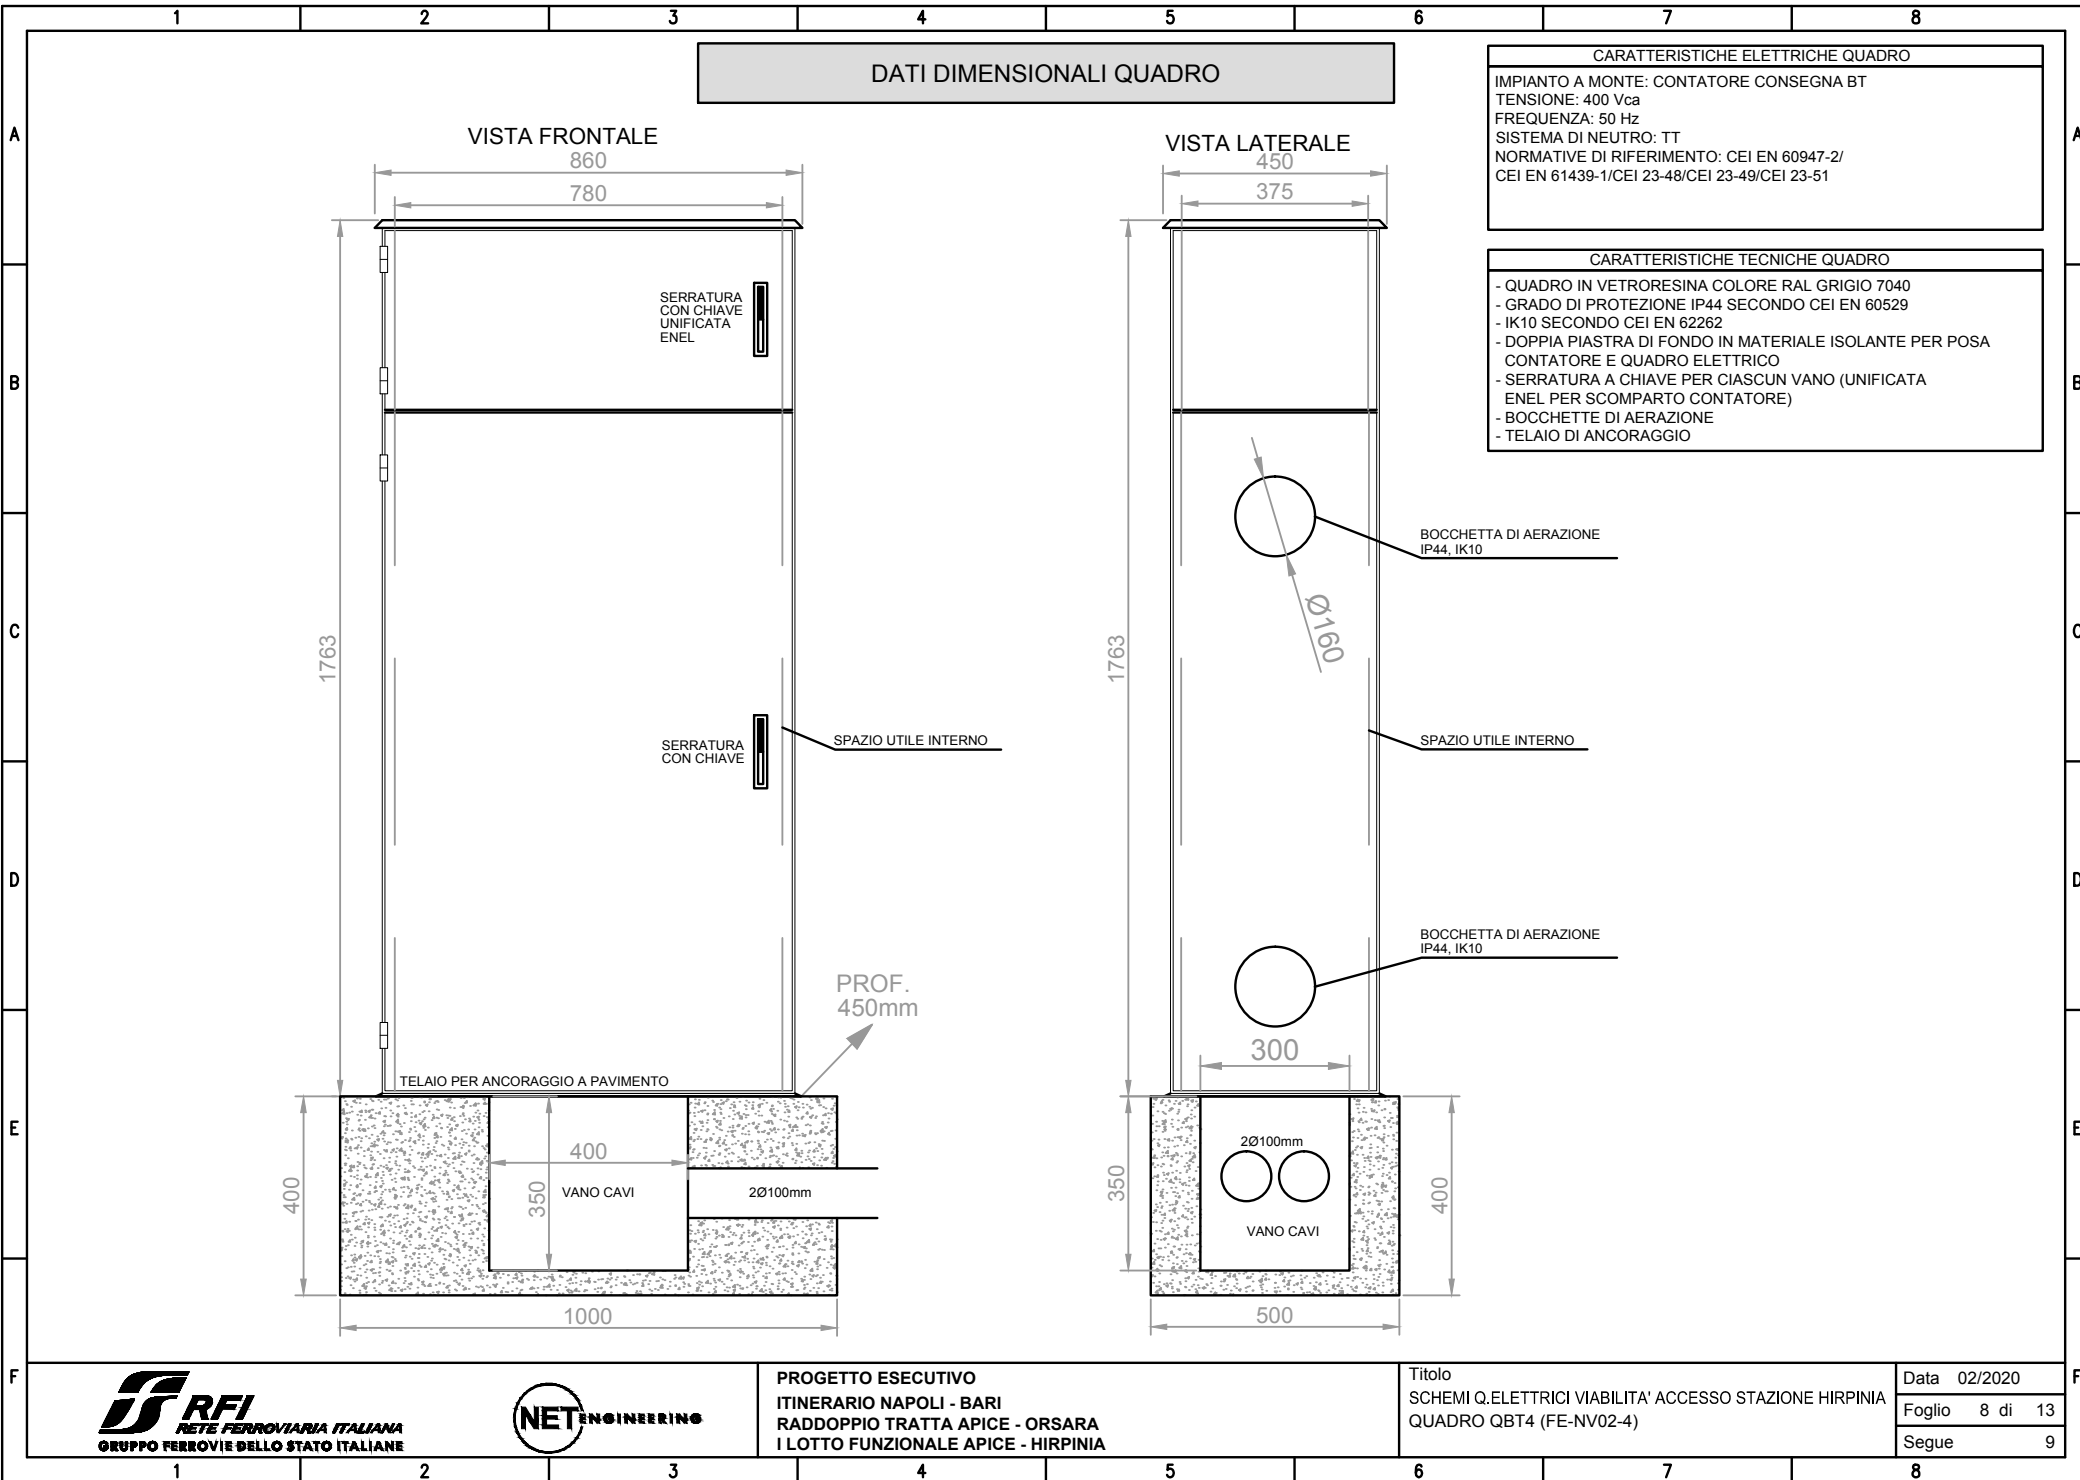 1 2 3 4 5 6 7 8
DATI DIMENSIONALI QUADRO
CARATTERISTICHE ELETTRICHE QUADRO
IMPIANTO A MONTE: CONTATORE CONSEGNA BT
TENSIONE: 400 Vca
FREQUENZA: 50 Hz
SISTEMA DI NEUTRO: TT
NORMATIVE DI RIFERIMENTO: CEI EN 60947-2/
CEI EN 61439-1/CEI 23-48/CEI 23-49/CEI 23-51
CARATTERISTICHE TECNICHE QUADRO
- QUADRO IN VETRORESINA COLORE RAL GRIGIO 7040
- GRADO DI PROTEZIONE IP44 SECONDO CEI EN 60529
- IK10 SECONDO CEI EN 62262
- DOPPIA PIASTRA DI FONDO IN MATERIALE ISOLANTE PER POSA
CONTATORE E QUADRO ELETTRICO
- SERRATURA A CHIAVE PER CIASCUN VANO (UNIFICATA
ENEL PER SCOMPARTO CONTATORE)
- BOCCHETTE DI AERAZIONE
- TELAIO DI ANCORAGGIO
A
B
C
D
E
F
A
B
C
D
E
F
VISTA FRONTALE
860
780
SERRATURA
CON CHIAVE
UNIFICATA
ENEL
1763
SERRATURA
CON CHIAVE
SPAZIO UTILE INTERNO
PROF.
450mm
TELAIO PER ANCORAGGIO A PAVIMENTO
400
400
350
VANO CAVI
2Ø100mm
1000
VISTA LATERALE
450
375
BOCCHETTA DI AERAZIONE
IP44, IK10
Ø160
1763
SPAZIO UTILE INTERNO
BOCCHETTA DI AERAZIONE
IP44, IK10
300
2Ø100mm
350
400
VANO CAVI
500
RFI
RETE FERROVIARIA ITALIANA
GRUPPO FERROVIE DELLO STATO ITALIANE
NET ENGINEERING
PROGETTO ESECUTIVO
ITINERARIO NAPOLI - BARI
RADDOPPIO TRATTA APICE - ORSARA
I LOTTO FUNZIONALE APICE - HIRPINIA
Titolo
SCHEMI Q.ELETTRICI VIABILITA' ACCESSO STAZIONE HIRPINIA
QUADRO QBT4 (FE-NV02-4)
Data 02/2020
Foglio 8 di 13
Segue 9
1 2 3 4 5 6 7 8